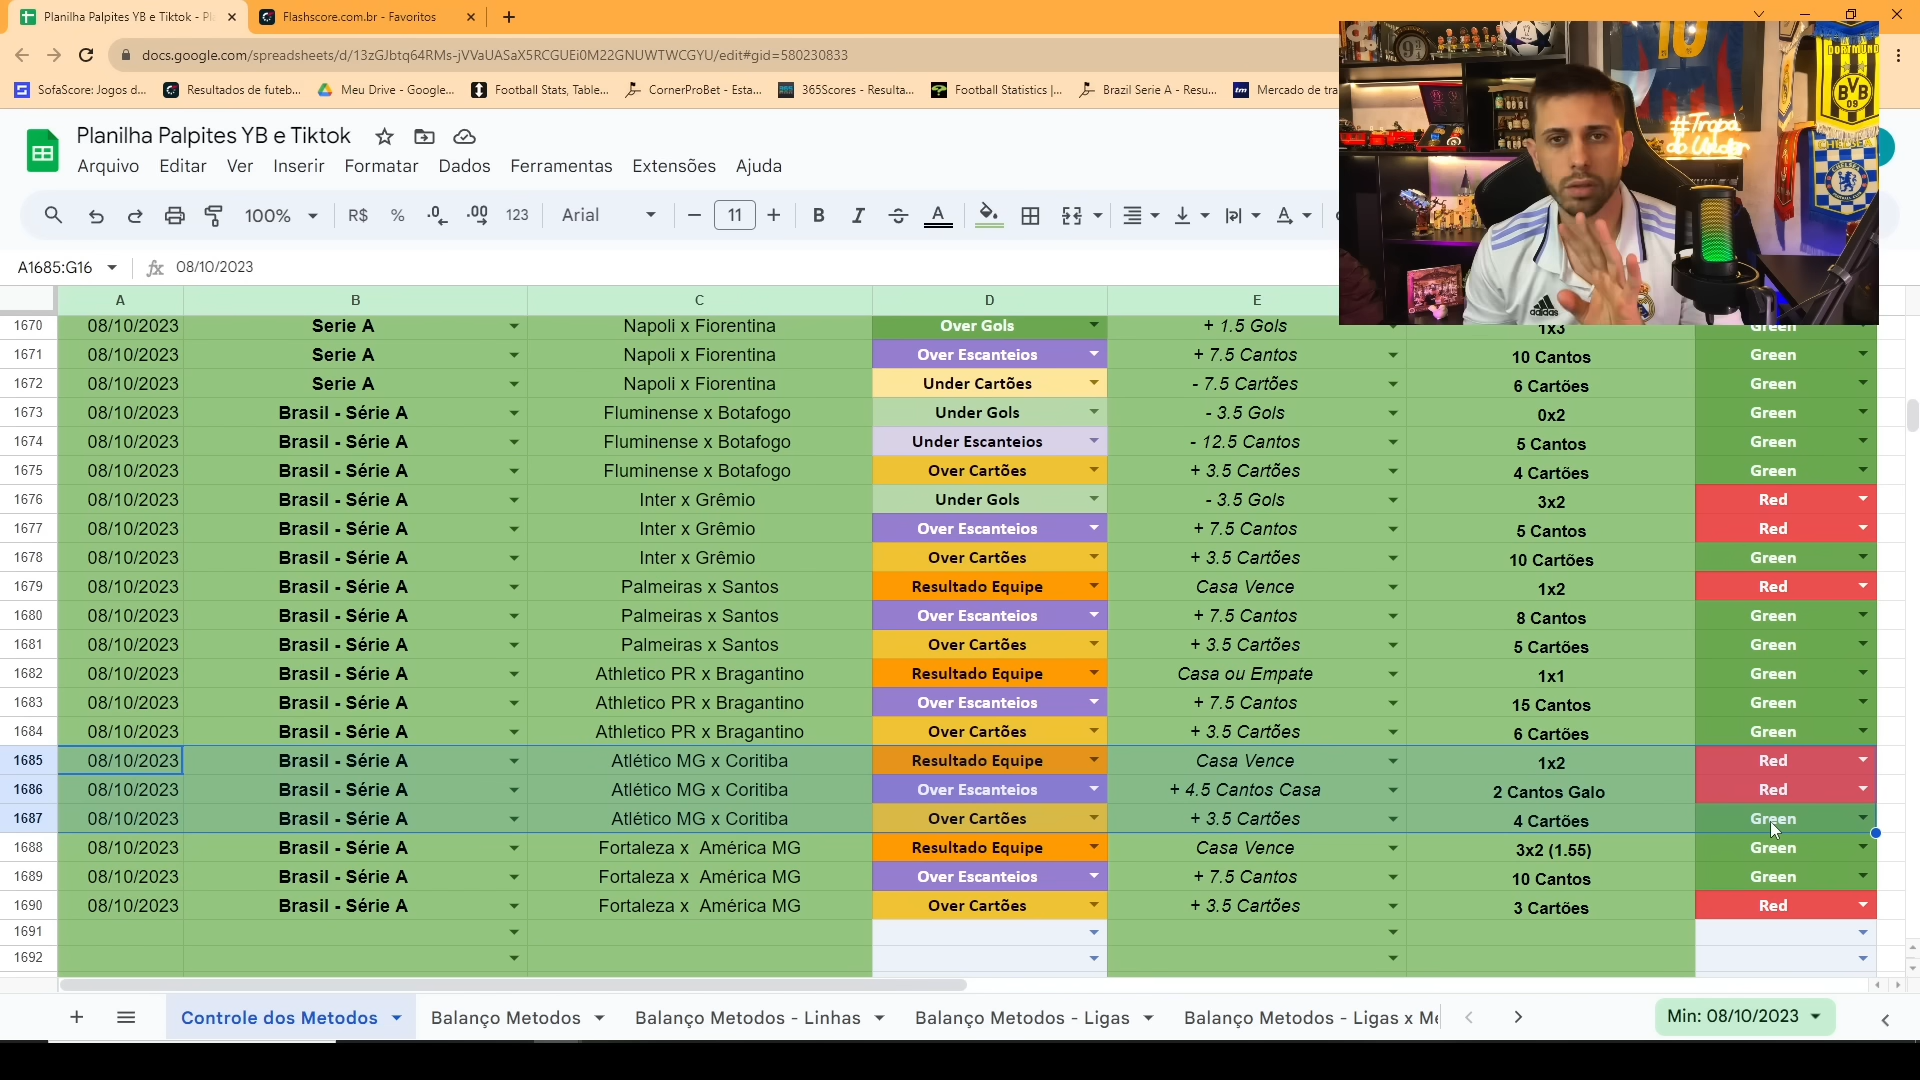 Planilha Palpites YB e Tiktok - Pl
Flashscore.com.br - Favoritos
docs.google.com/spreadsheets/d/13zGJbtq64RMs-jVVaUASaX5RCGUEi0M22GNUWTWCGYU/edit#gid=580230833
SofaScore: Jogos d...
Resultados de futeb...
Meu Drive - Google...
Football Stats, Table...
CornerProBet - Esta...
365Scores - Resulta...
Football Statistics |...
Brazil Serie A - Resu...
Mercado de tra
Planilha Palpites YB e Tiktok
Arquivo Editar Ver Inserir Formatar Dados Ferramentas Extensões Ajuda
100% R$ % .0 .00 123 Arial 11 B I A
A1685:G16 fx 08/10/2023
#Tropa do Under
DORTMUND
BVB 09
CHELSEA
adidas
A B C D E
1670 08/10/2023 Serie A Napoli x Fiorentina Over Gols + 1.5 Gols 1x3 Green
1671 08/10/2023 Serie A Napoli x Fiorentina Over Escanteios + 7.5 Cantos 10 Cantos Green
1672 08/10/2023 Serie A Napoli x Fiorentina Under Cartões - 7.5 Cartões 6 Cartões Green
1673 08/10/2023 Brasil - Série A Fluminense x Botafogo Under Gols - 3.5 Gols 0x2 Green
1674 08/10/2023 Brasil - Série A Fluminense x Botafogo Under Escanteios - 12.5 Cantos 5 Cantos Green
1675 08/10/2023 Brasil - Série A Fluminense x Botafogo Over Cartões + 3.5 Cartões 4 Cartões Green
1676 08/10/2023 Brasil - Série A Inter x Grêmio Under Gols - 3.5 Gols 3x2 Red
1677 08/10/2023 Brasil - Série A Inter x Grêmio Over Escanteios + 7.5 Cantos 5 Cantos Red
1678 08/10/2023 Brasil - Série A Inter x Grêmio Over Cartões + 3.5 Cartões 10 Cartões Green
1679 08/10/2023 Brasil - Série A Palmeiras x Santos Resultado Equipe Casa Vence 1x2 Red
1680 08/10/2023 Brasil - Série A Palmeiras x Santos Over Escanteios + 7.5 Cantos 8 Cantos Green
1681 08/10/2023 Brasil - Série A Palmeiras x Santos Over Cartões + 3.5 Cartões 5 Cartões Green
1682 08/10/2023 Brasil - Série A Athletico PR x Bragantino Resultado Equipe Casa ou Empate 1x1 Green
1683 08/10/2023 Brasil - Série A Athletico PR x Bragantino Over Escanteios + 7.5 Cantos 15 Cantos Green
1684 08/10/2023 Brasil - Série A Athletico PR x Bragantino Over Cartões + 3.5 Cartões 6 Cartões Green
1685 08/10/2023 Brasil - Série A Atlético MG x Coritiba Resultado Equipe Casa Vence 1x2 Red
1686 08/10/2023 Brasil - Série A Atlético MG x Coritiba Over Escanteios + 4.5 Cantos Casa 2 Cantos Galo Red
1687 08/10/2023 Brasil - Série A Atlético MG x Coritiba Over Cartões + 3.5 Cartões 4 Cartões Green
1688 08/10/2023 Brasil - Série A Fortaleza x América MG Resultado Equipe Casa Vence 3x2 (1.55) Green
1689 08/10/2023 Brasil - Série A Fortaleza x América MG Over Escanteios + 7.5 Cantos 10 Cantos Green
1690 08/10/2023 Brasil - Série A Fortaleza x América MG Over Cartões + 3.5 Cartões 3 Cartões Red
1691
1692
Controle dos Metodos Balanço Metodos Balanço Metodos - Linhas Balanço Metodos - Ligas Balanço Metodos - Ligas x Me Min: 08/10/2023